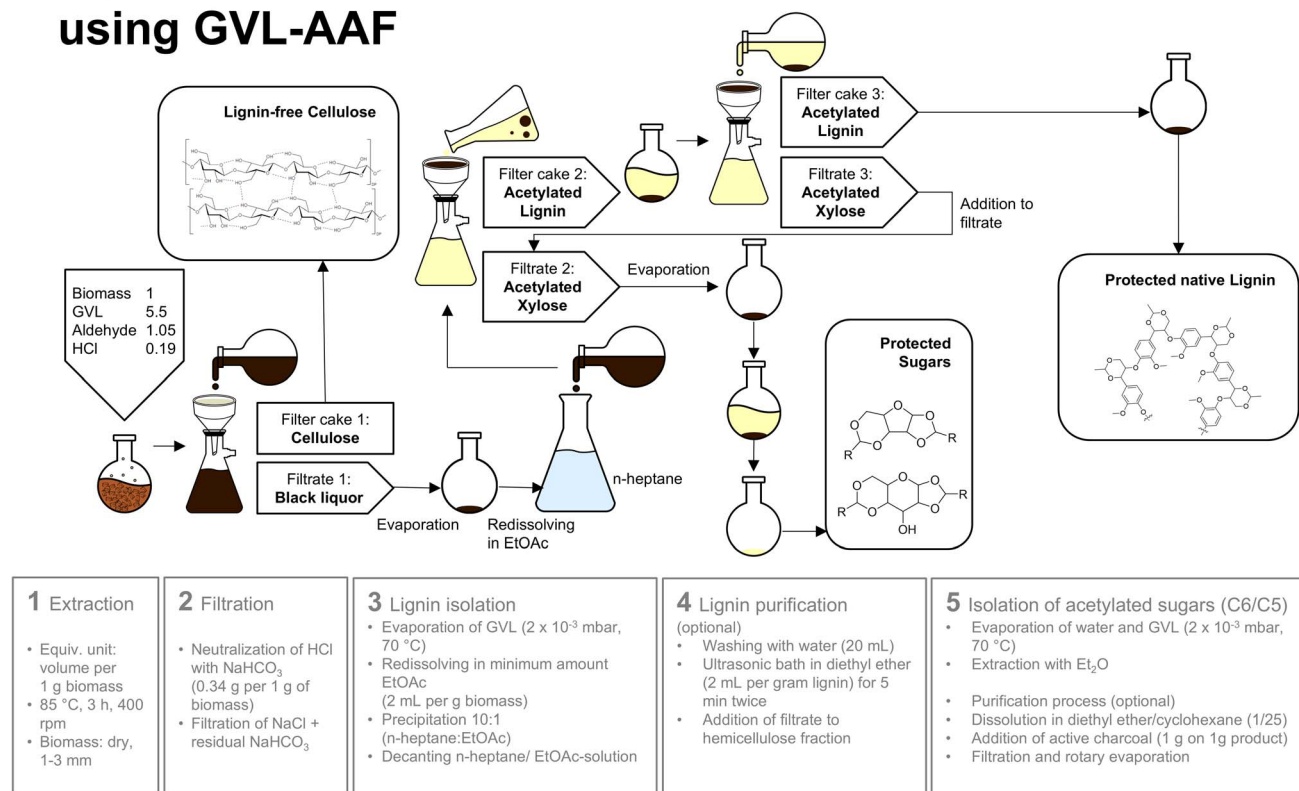 using GVL-AAF
Lignin-free Cellulose
Biomass 1
GVL 5.5
Aldehyde 1.05
HCl 0.19
Filter cake 1:
Cellulose
Filtrate 1:
Black liquor
Evaporation
Redissolving
in EtOAc
n-heptane
Filter cake 2:
Acetylated
Lignin
Filtrate 2:
Acetylated
Xylose
Filter cake 3:
Acetylated
Lignin
Filtrate 3:
Acetylated
Xylose
Addition to
filtrate
Evaporation
Protected
Sugars
R
R
R
R
OH
Protected native Lignin
1 Extraction
• Equiv. unit:
volume per
1 g biomass
• 85 °C, 3 h, 400
rpm
• Biomass: dry,
1-3 mm
2 Filtration
• Neutralization of HCl
with NaHCO3
(0.34 g per 1 g of
biomass)
• Filtration of NaCl +
residual NaHCO3
3 Lignin isolation
• Evaporation of GVL (2 x 10-3 mbar,
70 °C)
• Redissolving in minimum amount
EtOAc
(2 mL per g biomass)
• Precipitation 10:1
(n-heptane:EtOAc)
• Decanting n-heptane/ EtOAc-solution
4 Lignin purification
(optional)
• Washing with water (20 mL)
• Ultrasonic bath in diethyl ether
(2 mL per gram lignin) for 5
min twice
• Addition of filtrate to
hemicellulose fraction
5 Isolation of acetylated sugars (C6/C5)
• Evaporation of water and GVL (2 x 10-3 mbar,
70 °C)
• Extraction with Et2O
• Purification process (optional)
• Dissolution in diethyl ether/cyclohexane (1/25)
• Addition of active charcoal (1 g on 1g product)
• Filtration and rotary evaporation